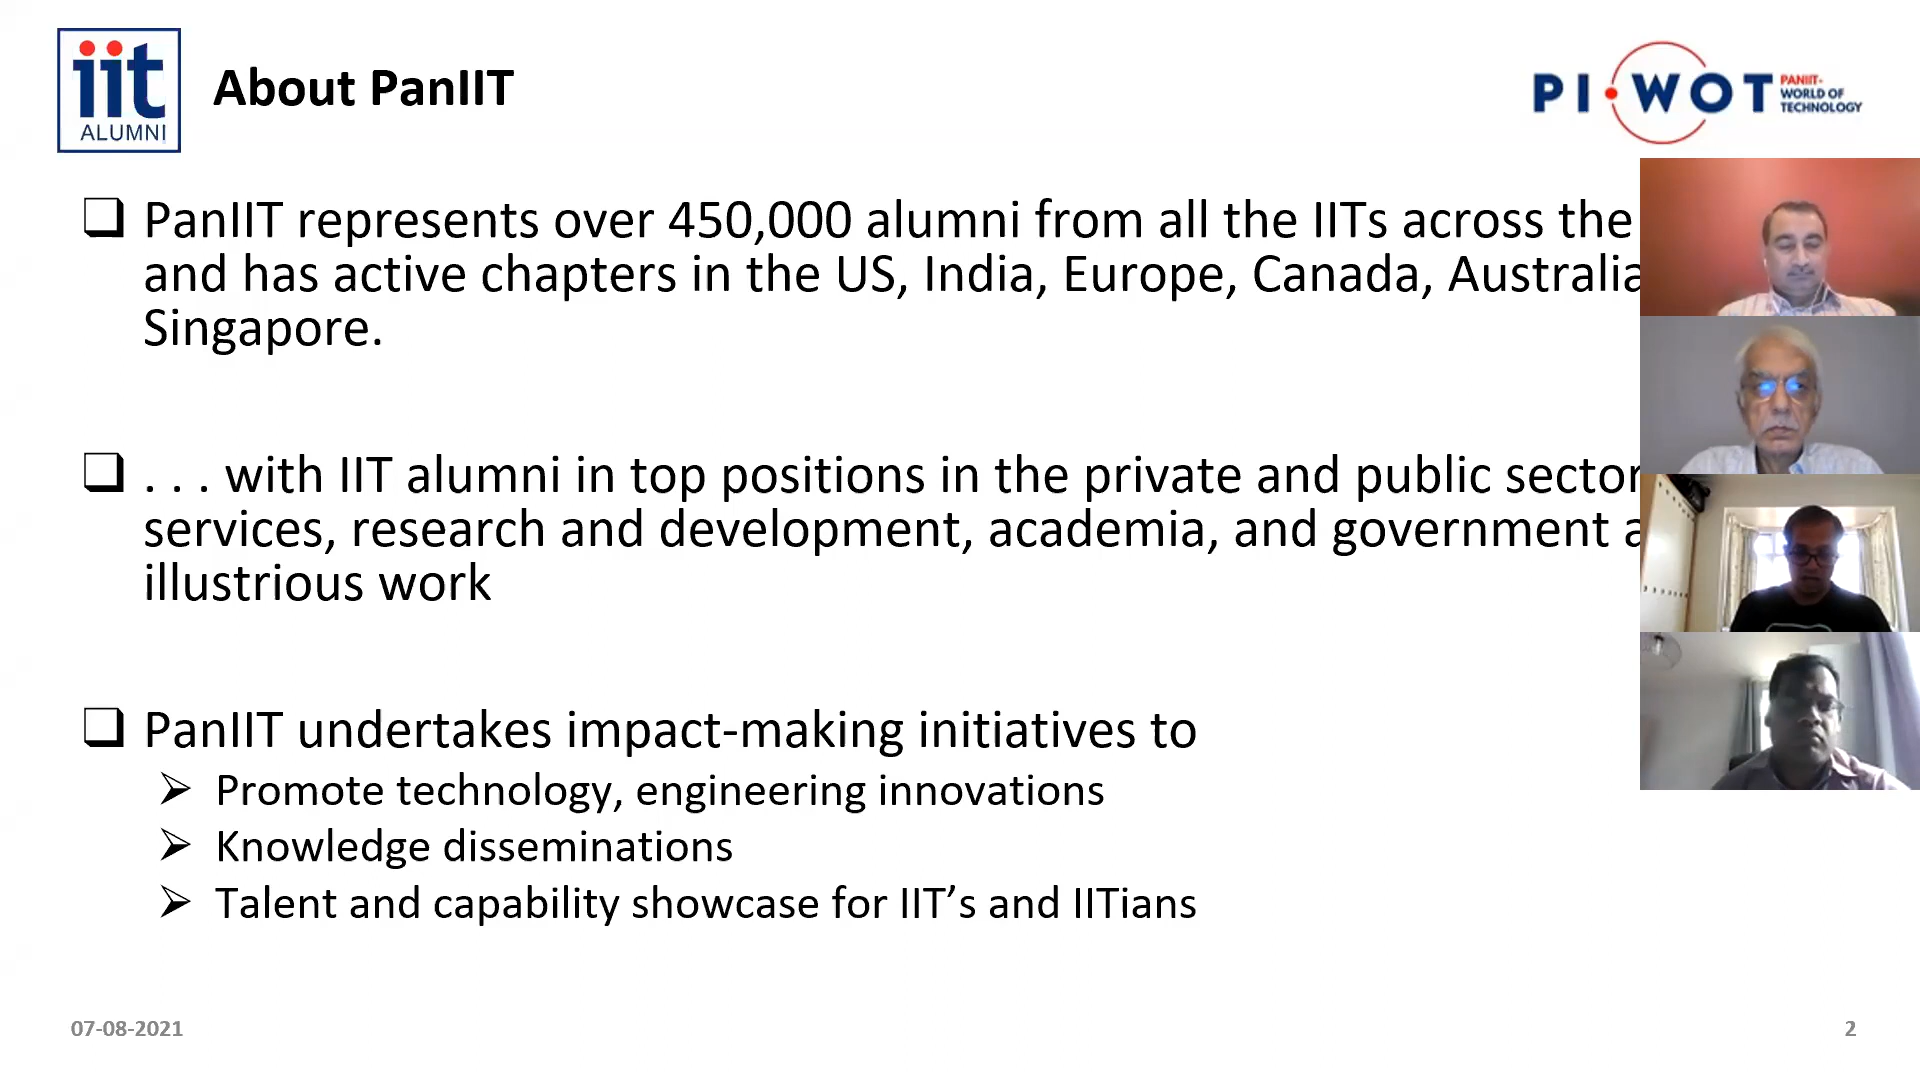 iit
ALUMNI
About PanIIT
PI WOT
PANIIT-
WORLD OF
TECHNOLOGY
PanIIT represents over 450,000 alumni from all the IITs across the
and has active chapters in the US, India, Europe, Canada, Australia
Singapore.
. . . with IIT alumni in top positions in the private and public sector
services, research and development, academia, and government a
illustrious work
PanIIT undertakes impact-making initiatives to
Promote technology, engineering innovations
Knowledge disseminations
Talent and capability showcase for IIT’s and IITians
07-08-2021
2